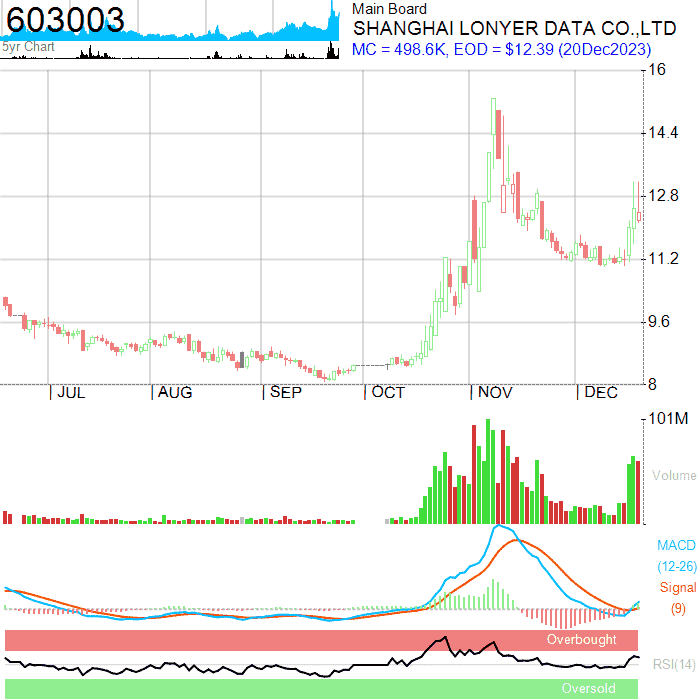 603003
5yr Chart
Main Board
SHANGHAI LONYER DATA CO.,LTD
MC = 498.6K, EOD = $12.39 (20Dec2023)
16
14.4
12.8
11.2
9.6
8
JUL AUG SEP OCT NOV DEC
101M
Volume
MACD
(12-26)
Signal
(9)
Overbought
RSI(14)
Oversold